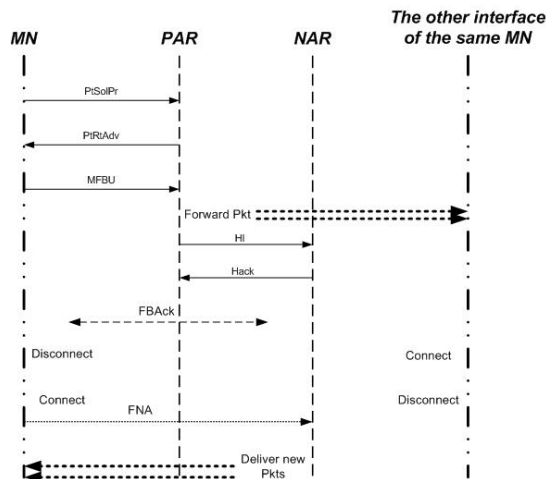 The other interface
of the same MN
MN
PAR
NAR
PtSolPr
PtRtAdv
MFBU
Forward Pkt
HI
Hack
FBAck
Disconnect
Connect
Connect
Disconnect
FNA
Deliver new
Pkts